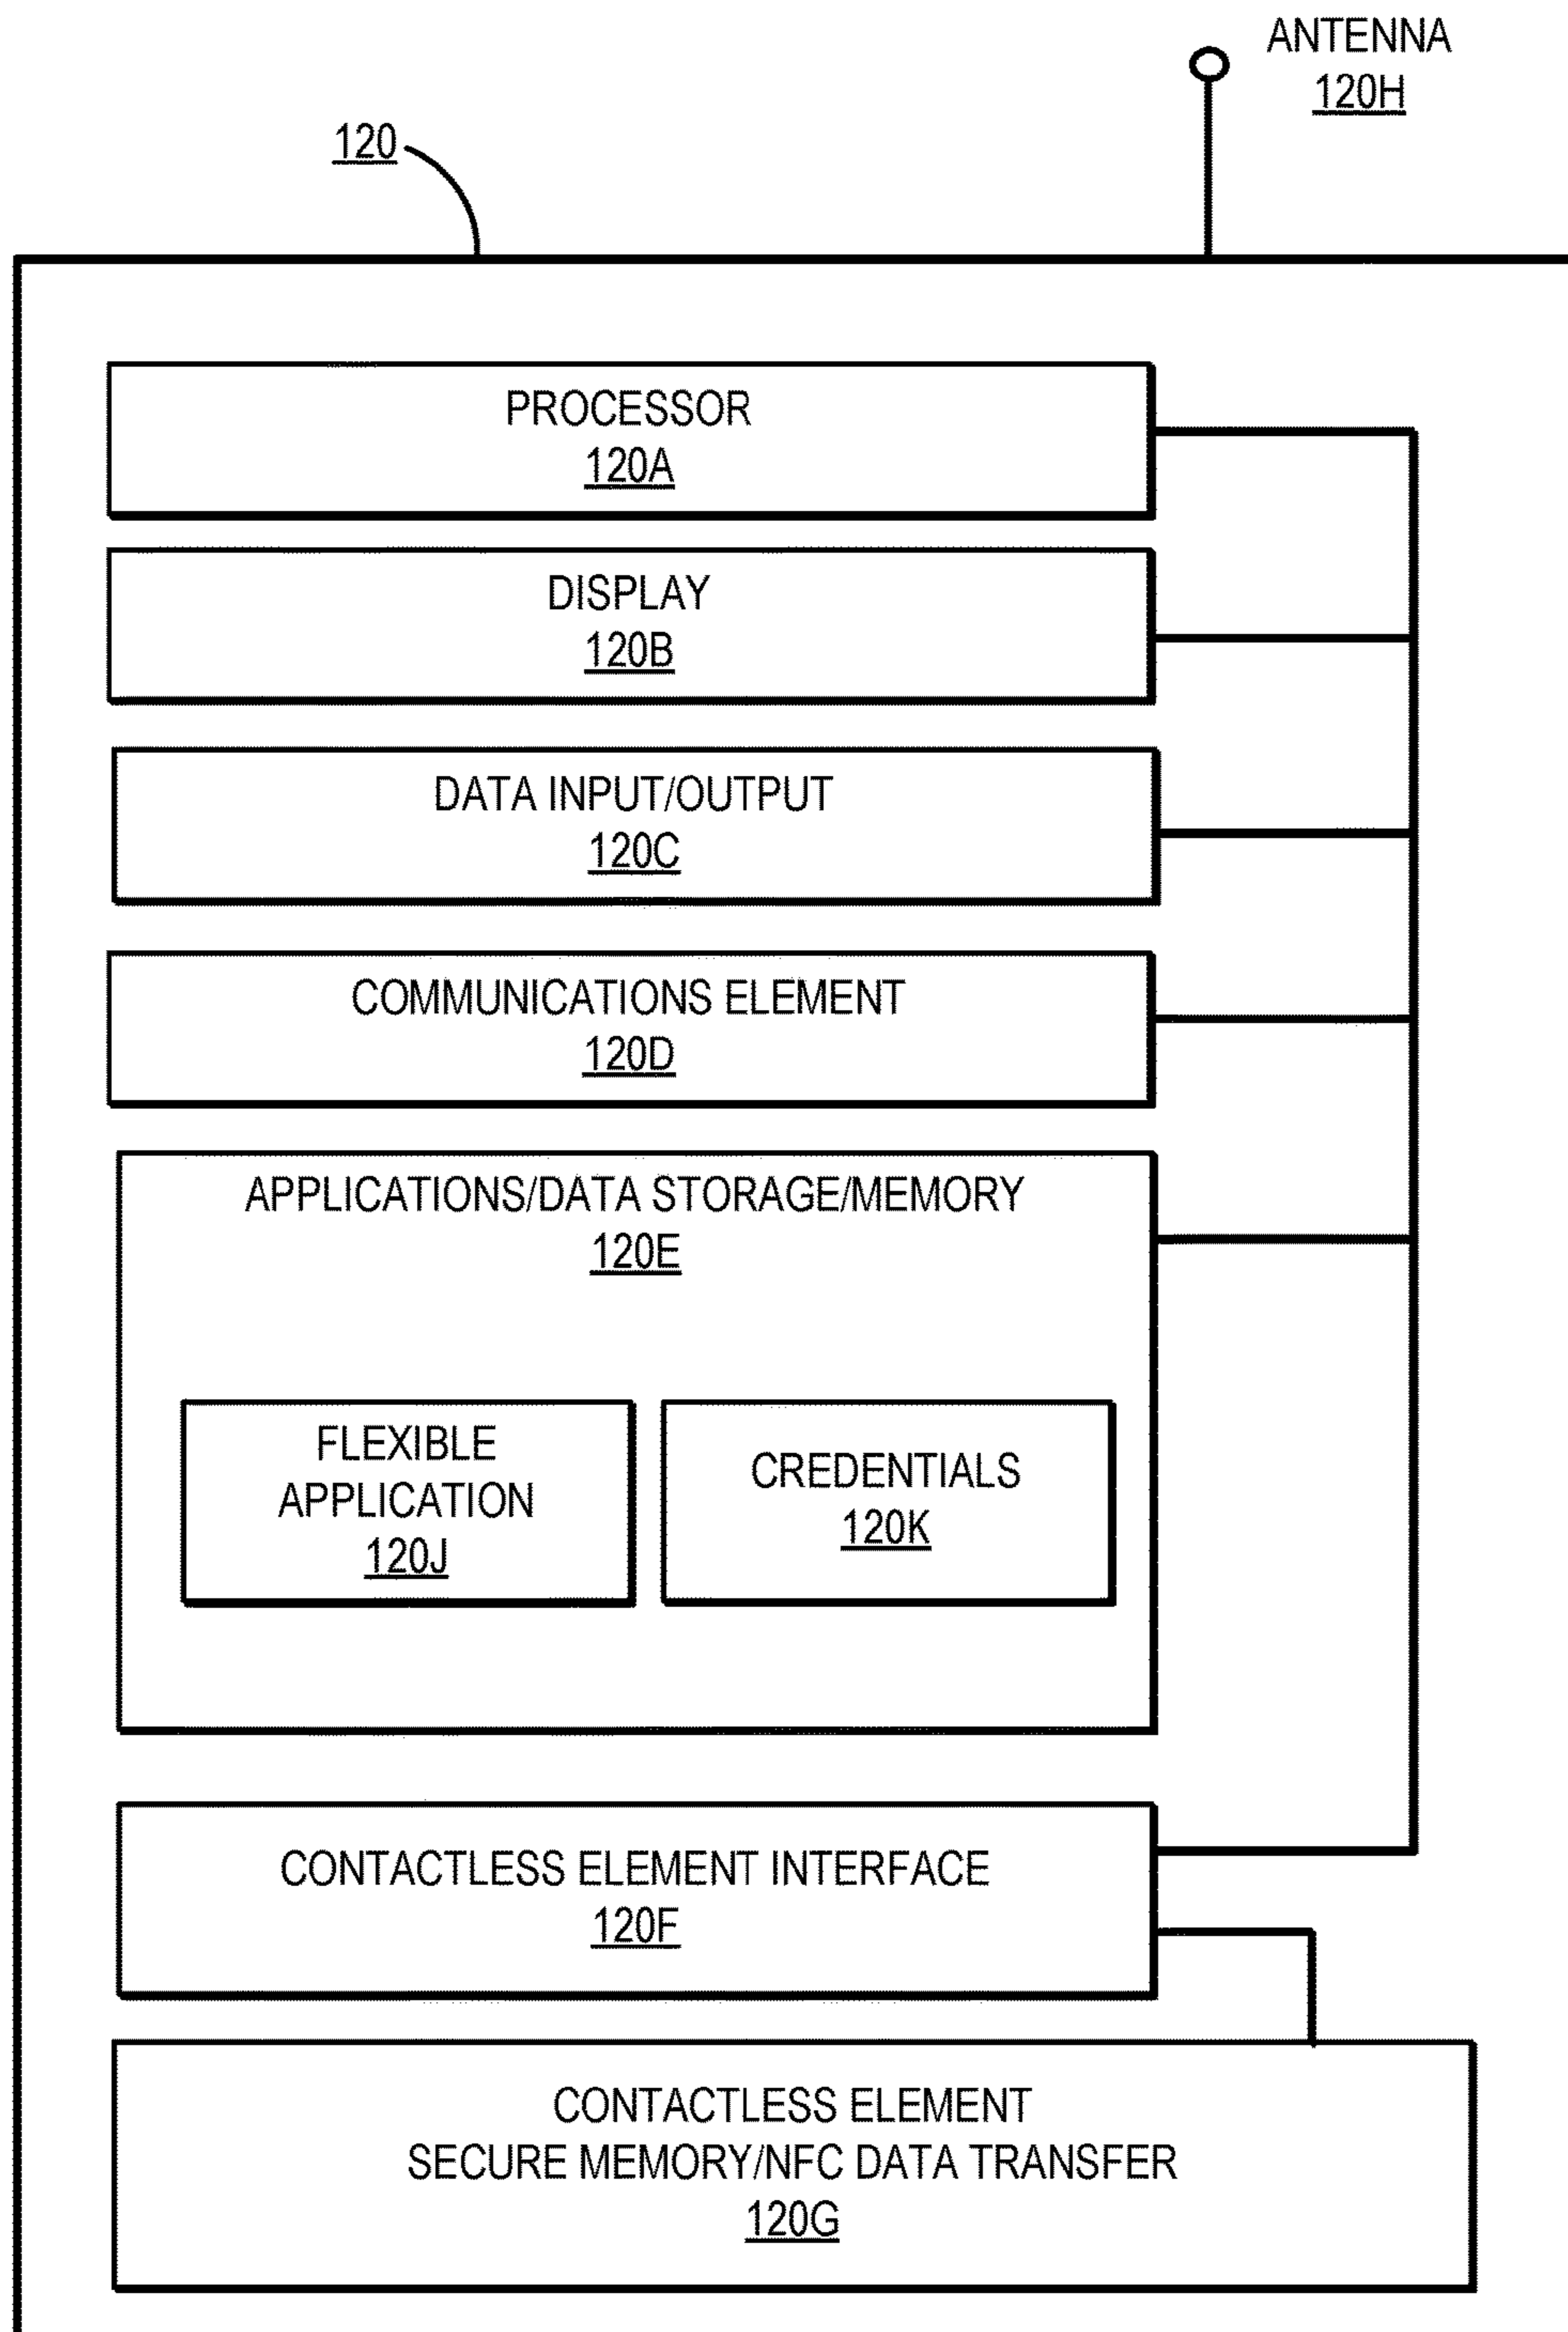 ANTENNA
120H
120
PROCESSOR
120A
DISPLAY
120B
DATA INPUT/OUTPUT
120C
COMMUNICATIONS ELEMENT
120D
APPLICATIONS/DATA STORAGE/MEMORY
120E
FLEXIBLE
APPLICATION
120J
CREDENTIALS
120K
CONTACTLESS ELEMENT INTERFACE
120F
CONTACTLESS ELEMENT
SECURE MEMORY/NFC DATA TRANSFER
120G